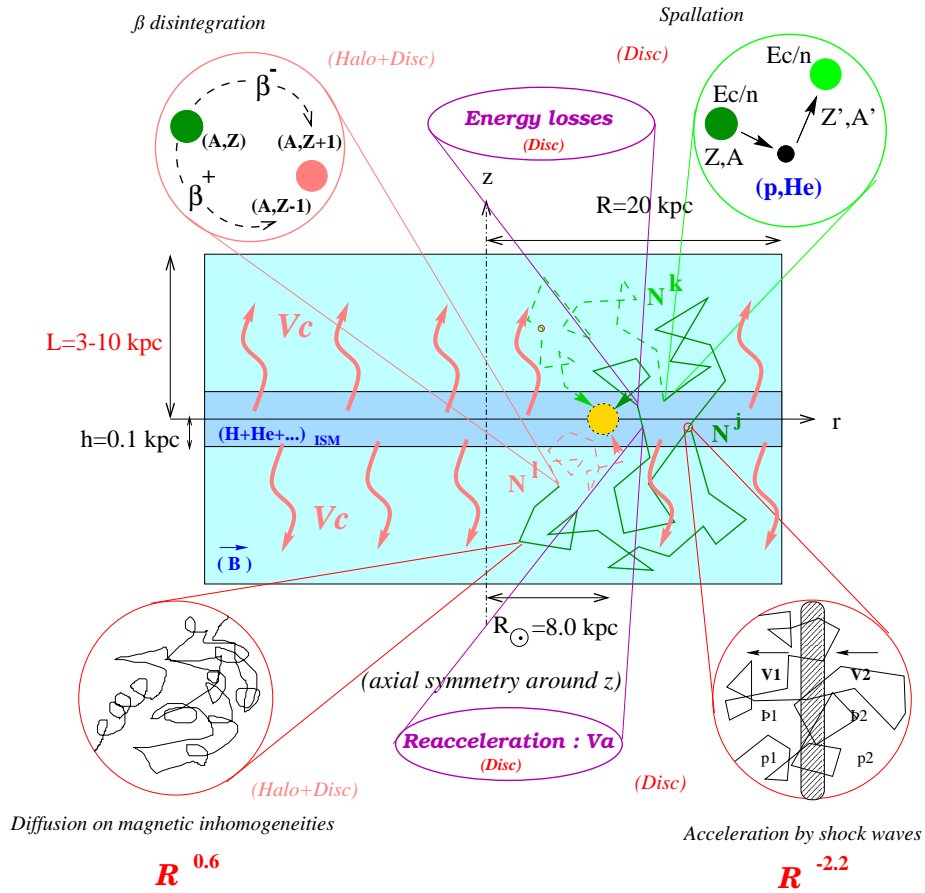 β disintegration
Spallation
(Halo+Disc)
(Disc)
β-
(A,Z)
(A,Z+1)
β+
(A,Z-1)
Energy losses
(Disc)
Ec/n
Ec/n
Z,A
Z',A'
(p,He)
z
R=20 kpc
L=3-10 kpc
Vc
N k
r
h=0.1 kpc
(H+He+...) ISM
N j
N l
Vc
(B)
R☉=8.0 kpc
(axial symmetry around z)
Reacceleration : Va
(Disc)
V1
V2
p1
p2
p1
p2
(Halo+Disc)
(Disc)
Diffusion on magnetic inhomogeneities
Acceleration by shock waves
R 0.6
R -2.2